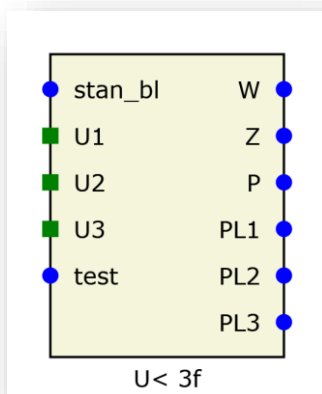 stan_bl W
U1 Z
U2 P
U3 PL1
test PL2
PL3
U< 3f